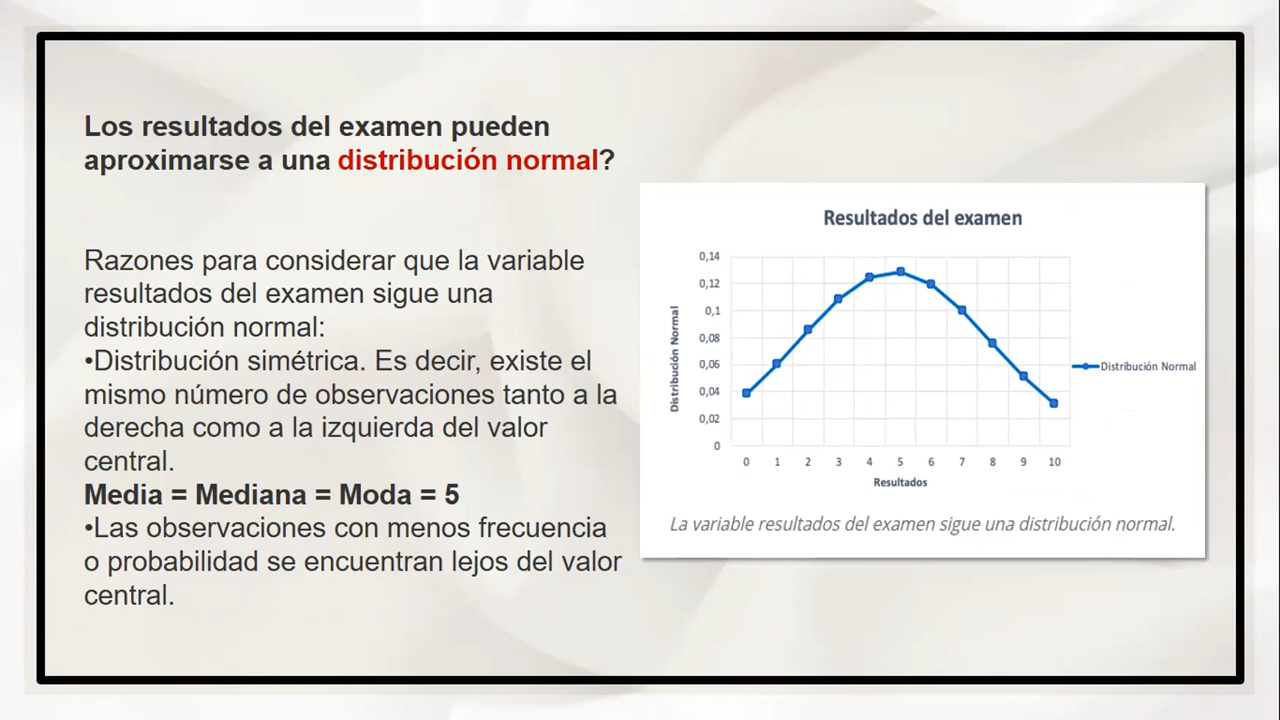 Los resultados del examen pueden
aproximarse a una distribución normal?
Razones para considerar que la variable
resultados del examen sigue una
distribución normal:
•Distribución simétrica. Es decir, existe el
mismo número de observaciones tanto a la
derecha como a la izquierda del valor
central.
Media = Mediana = Moda = 5
•Las observaciones con menos frecuencia
o probabilidad se encuentran lejos del valor
central.
Resultados del examen
Distribución Normal
0,14
0,12
0,1
0,08
0,06
0,04
0,02
0
0 1 2 3 4 5 6 7 8 9 10
Resultados
Distribución Normal
La variable resultados del examen sigue una distribución normal.